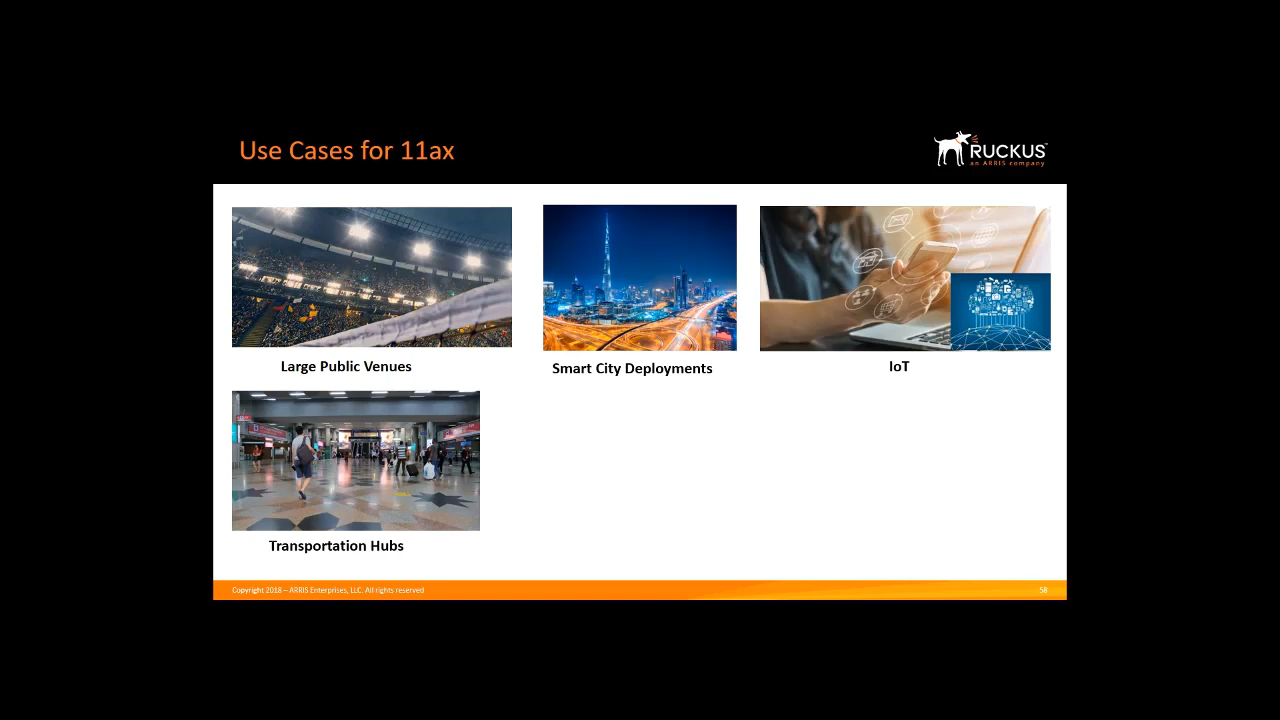 Use Cases for 11ax
RUCKUS
an ARRIS company
Large Public Venues
Smart City Deployments
IoT
Transportation Hubs
Copyright 2018 – ARRIS Enterprises, LLC. All rights reserved
58